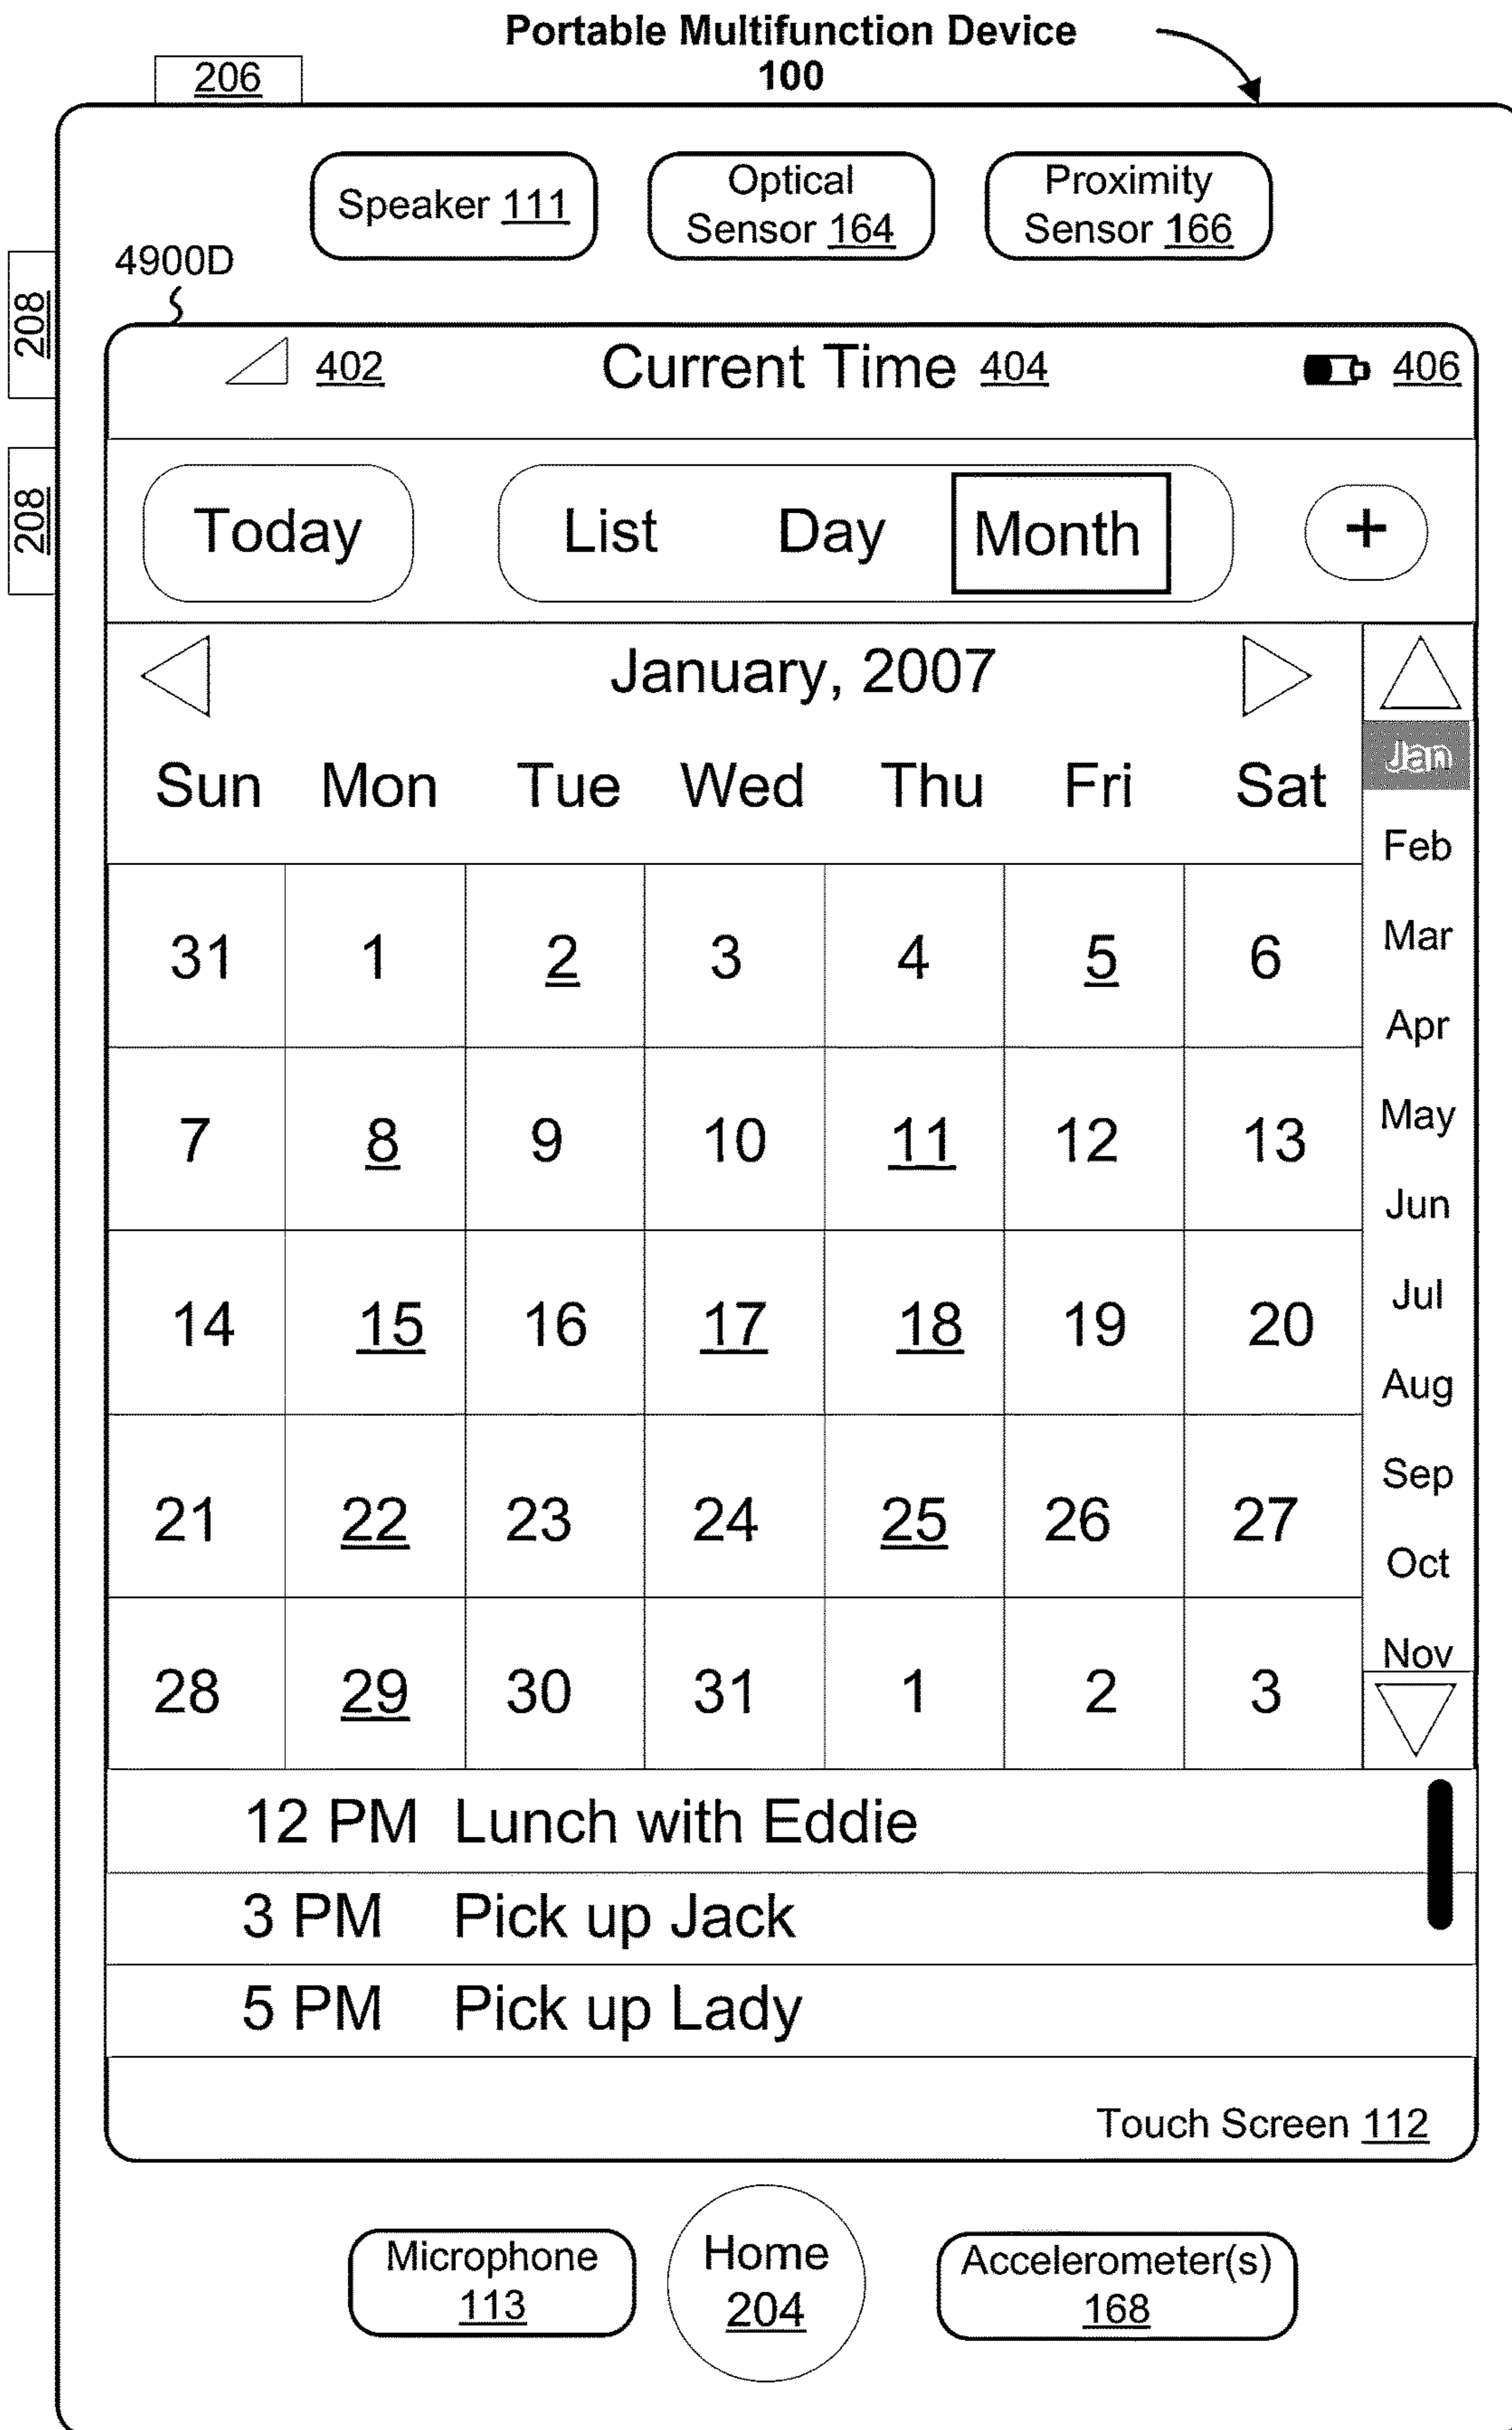 Portable Multifunction Device
100
206
Speaker 111
Optical
Sensor 164
Proximity
Sensor 166
4900D
208
208
402
Current Time 404
406
Today
List Day Month
+
January, 2007
Sun Mon Tue Wed Thu Fri Sat
31 1 2 3 4 5 6
7 8 9 10 11 12 13
14 15 16 17 18 19 20
21 22 23 24 25 26 27
28 29 30 31 1 2 3
Jan
Feb
Mar
Apr
May
Jun
Jul
Aug
Sep
Oct
Nov
12 PM Lunch with Eddie
3 PM Pick up Jack
5 PM Pick up Lady
Touch Screen 112
Microphone
113
Home
204
Accelerometer(s)
168